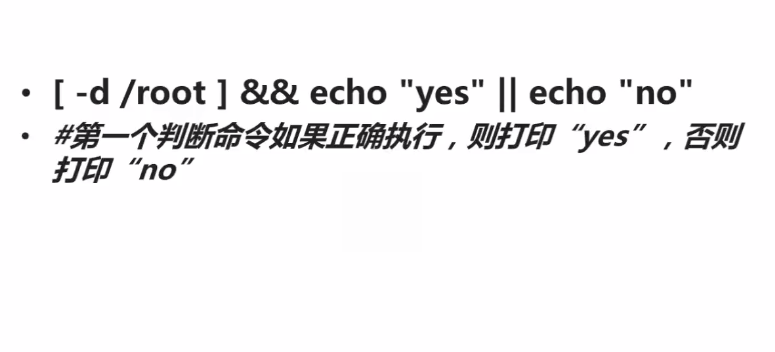 • [ -d /root ] && echo "yes" || echo "no"
• #第一个判断命令如果正确执行，则打印“yes”，否则
打印“no”